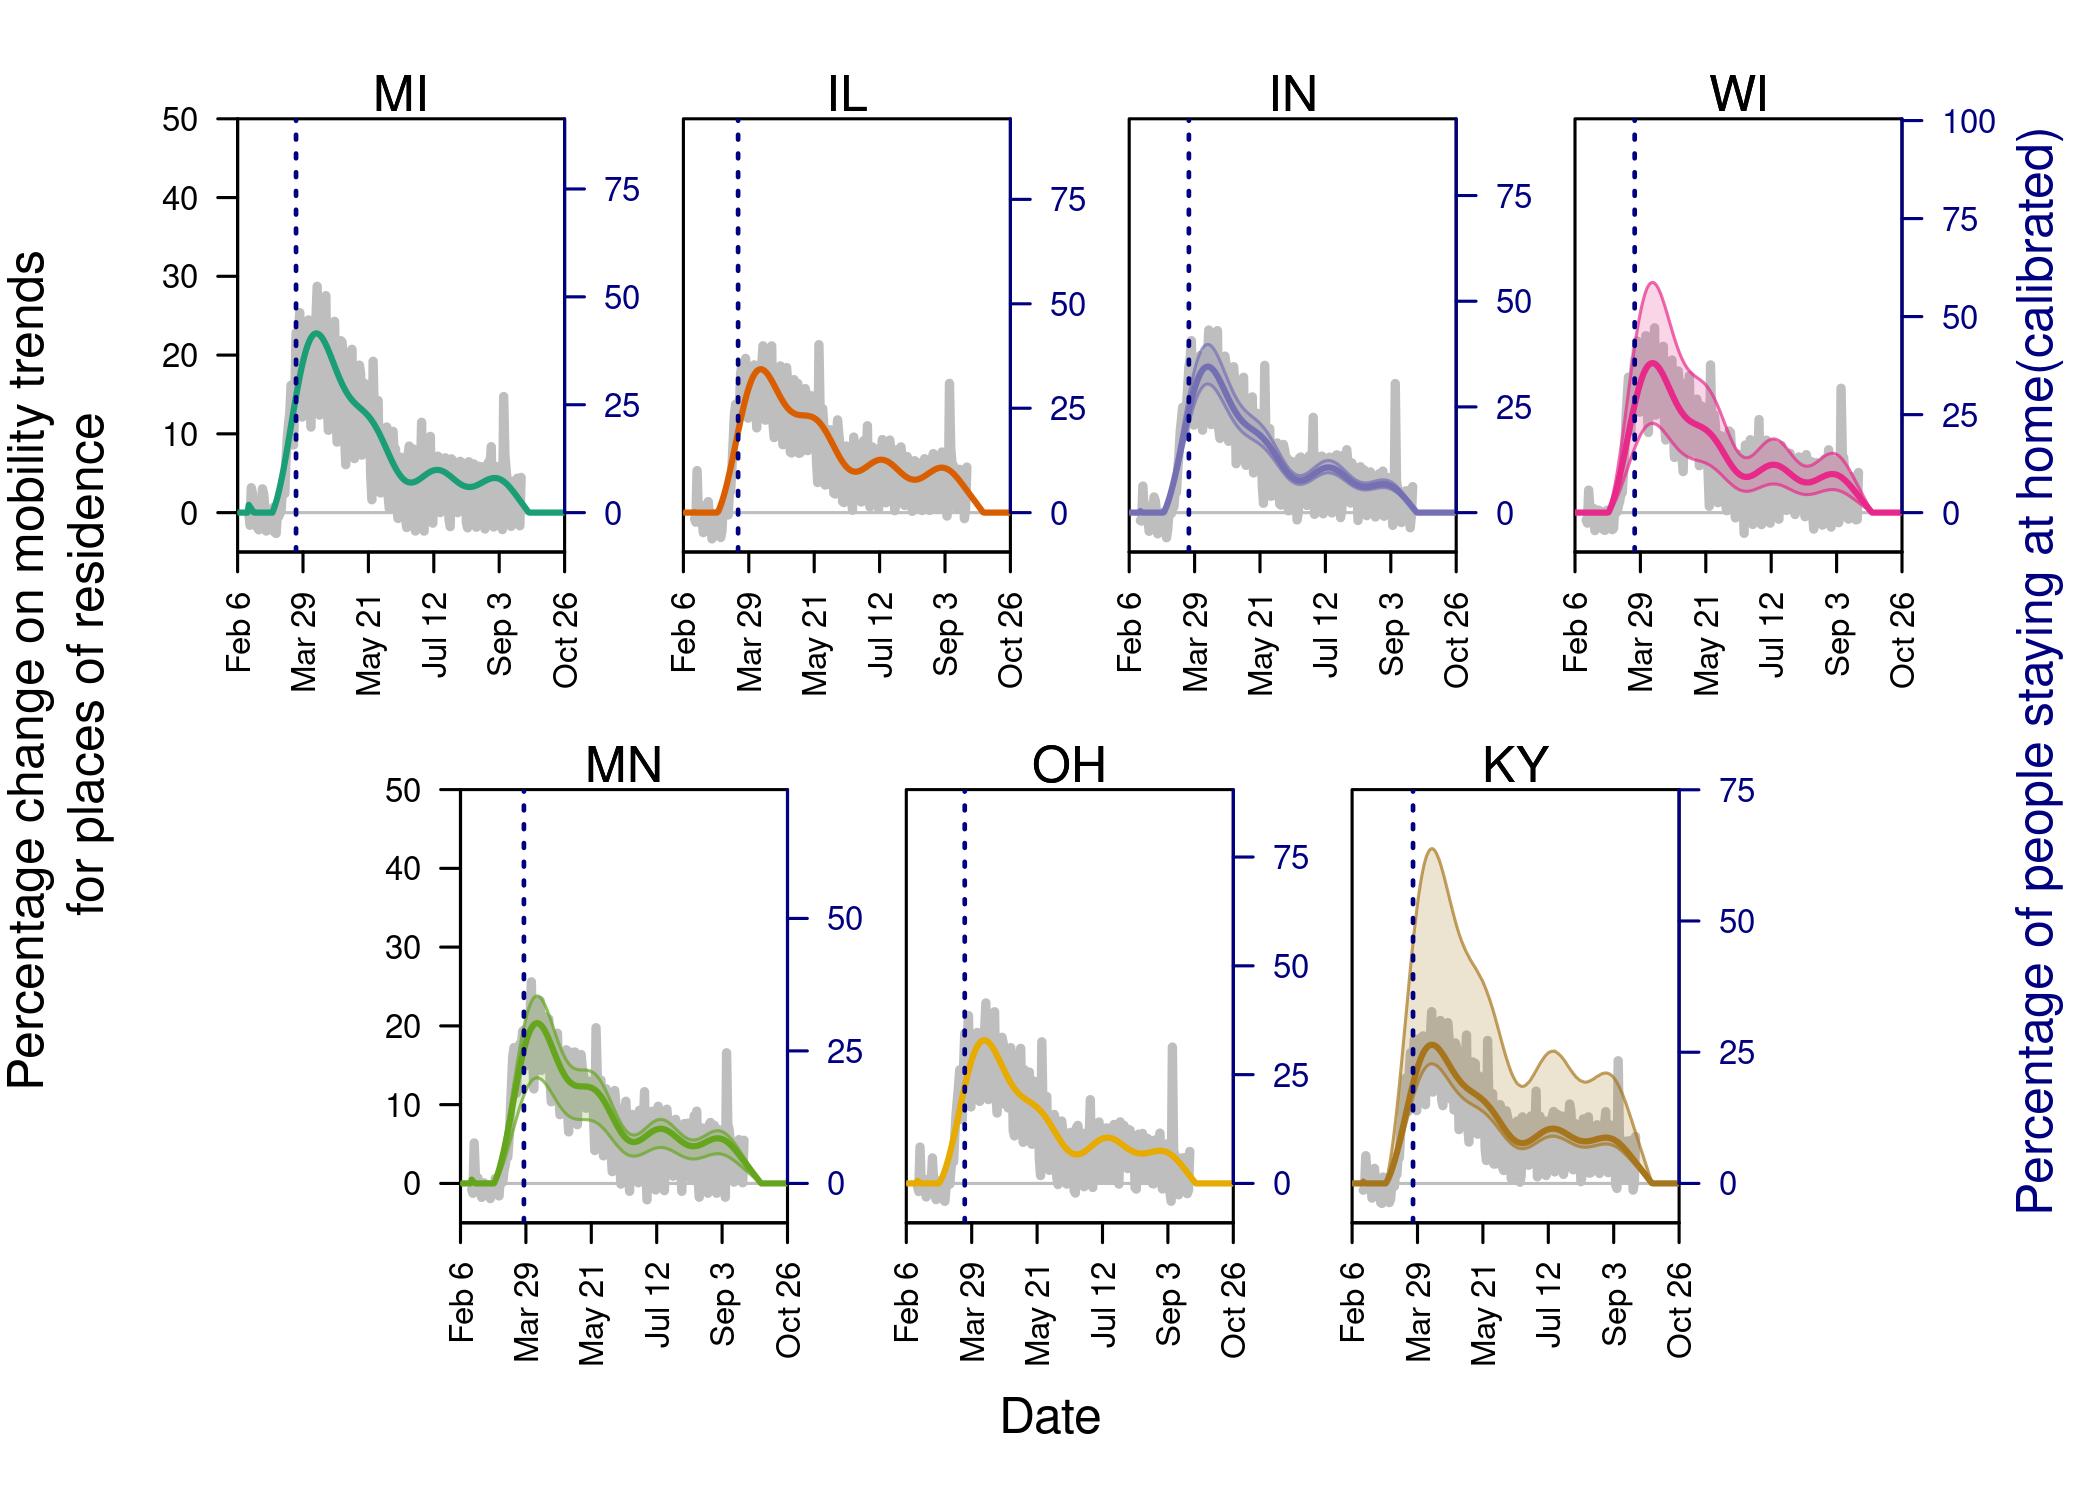 MI
IL
IN
WI
50
40
30
20
10
0
75
50
25
0
75
50
25
0
75
50
25
0
100
75
50
25
0
Feb 6
Mar 29
May 21
Jul 12
Sep 3
Oct 26
Feb 6
Mar 29
May 21
Jul 12
Sep 3
Oct 26
Feb 6
Mar 29
May 21
Jul 12
Sep 3
Oct 26
Feb 6
Mar 29
May 21
Jul 12
Sep 3
Oct 26
Percentage change on mobility trends
for places of residence
Percentage of people staying at home(calibrated)
MN
OH
KY
50
40
30
20
10
0
50
25
0
75
50
25
0
75
50
25
0
Feb 6
Mar 29
May 21
Jul 12
Sep 3
Oct 26
Feb 6
Mar 29
May 21
Jul 12
Sep 3
Oct 26
Feb 6
Mar 29
May 21
Jul 12
Sep 3
Oct 26
Date